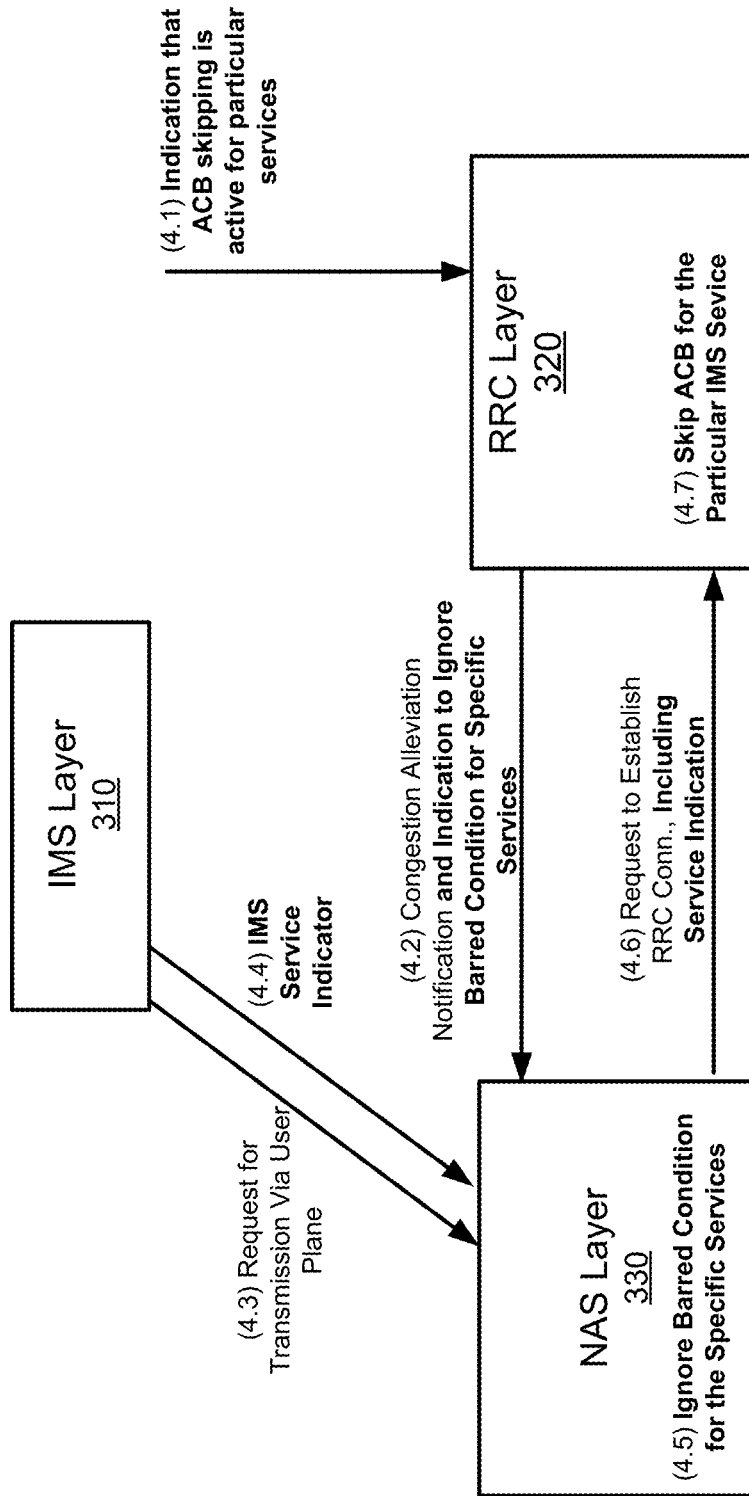 IMS Layer
310
(4.1) Indication that
ACB skipping is
active for particular
services
(4.3) Request for
Transmission Via User
Plane
(4.4) IMS
Service
Indicator
(4.2) Congestion Alleviation
Notification and Indication to Ignore
Barred Condition for Specific
Services
NAS Layer
330
(4.5) Ignore Barred Condition
for the Specific Services
(4.6) Request to Establish
RRC Conn., Including
Service Indication
RRC Layer
320
(4.7) Skip ACB for the
Particular IMS Sevice